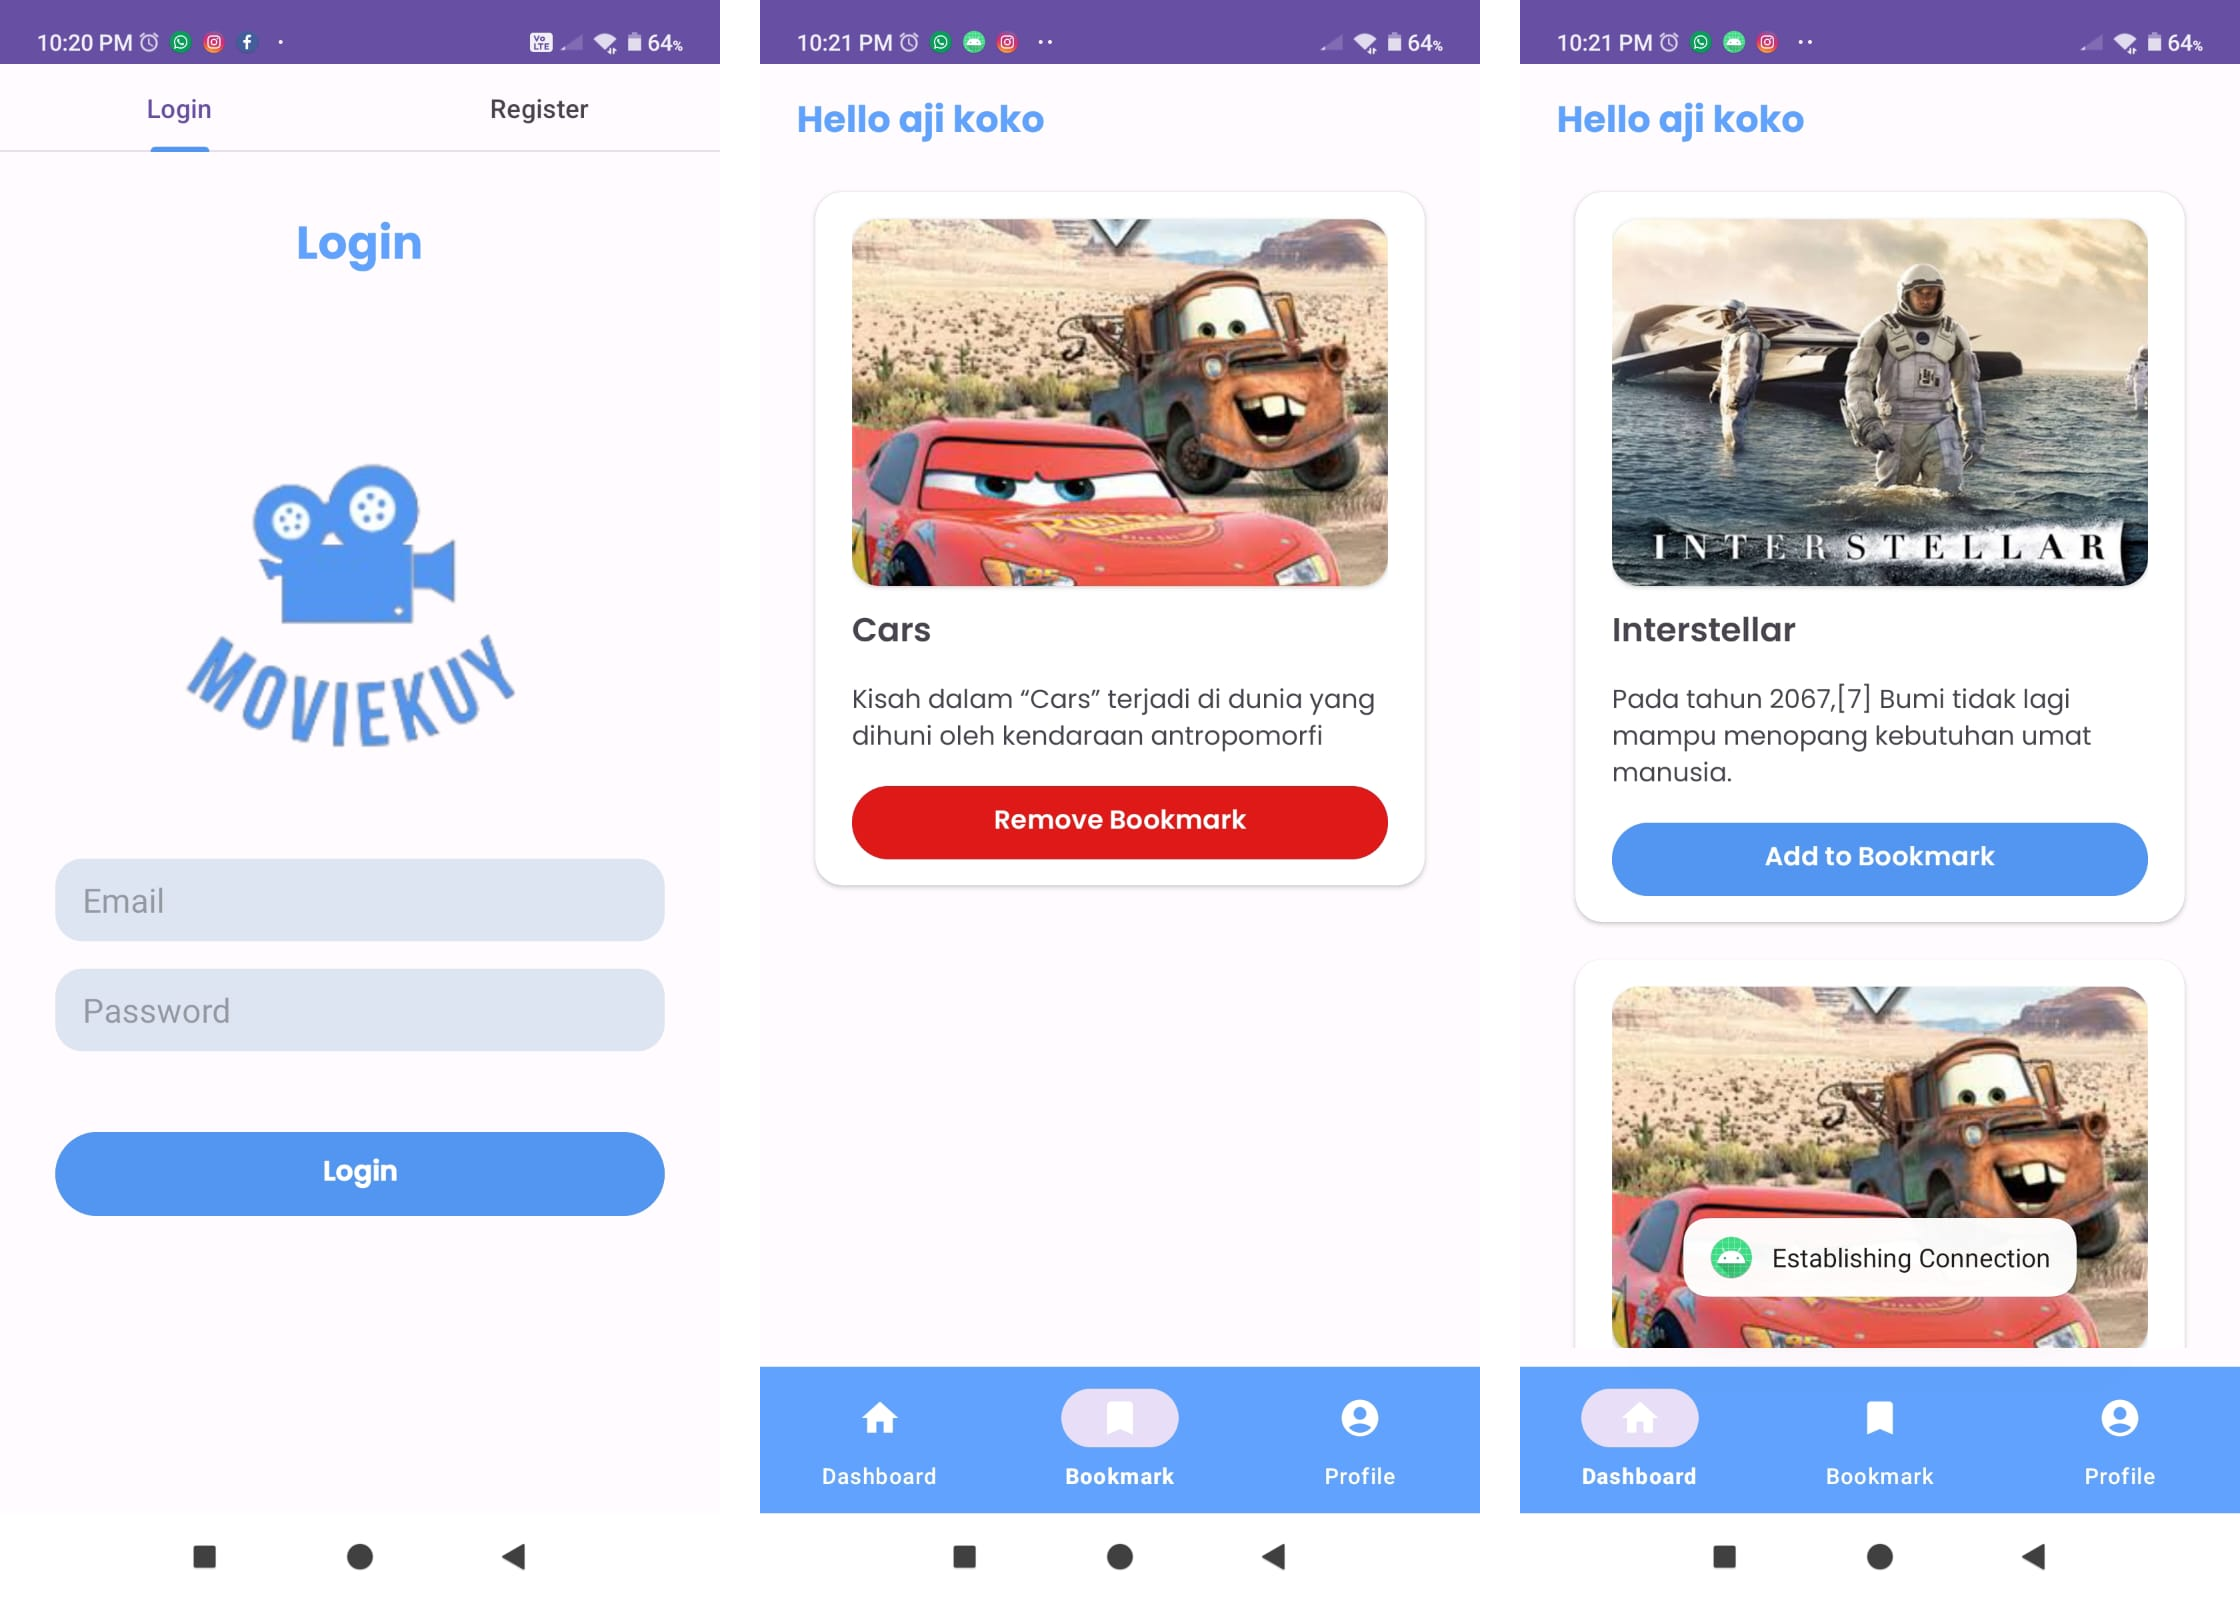 10:20 PM
Vo LTE
64%
Login
Register
Login
MOVIEKUY
Email
Password
Login
10:21 PM
64%
Hello aji koko
Cars
Kisah dalam “Cars” terjadi di dunia yang
dihuni oleh kendaraan antropomorfi
Remove Bookmark
Dashboard
Bookmark
Profile
10:21 PM
64%
Hello aji koko
INTERSTELLAR
Interstellar
Pada tahun 2067,[7] Bumi tidak lagi
mampu menopang kebutuhan umat
manusia.
Add to Bookmark
95
Establishing Connection
Dashboard
Bookmark
Profile